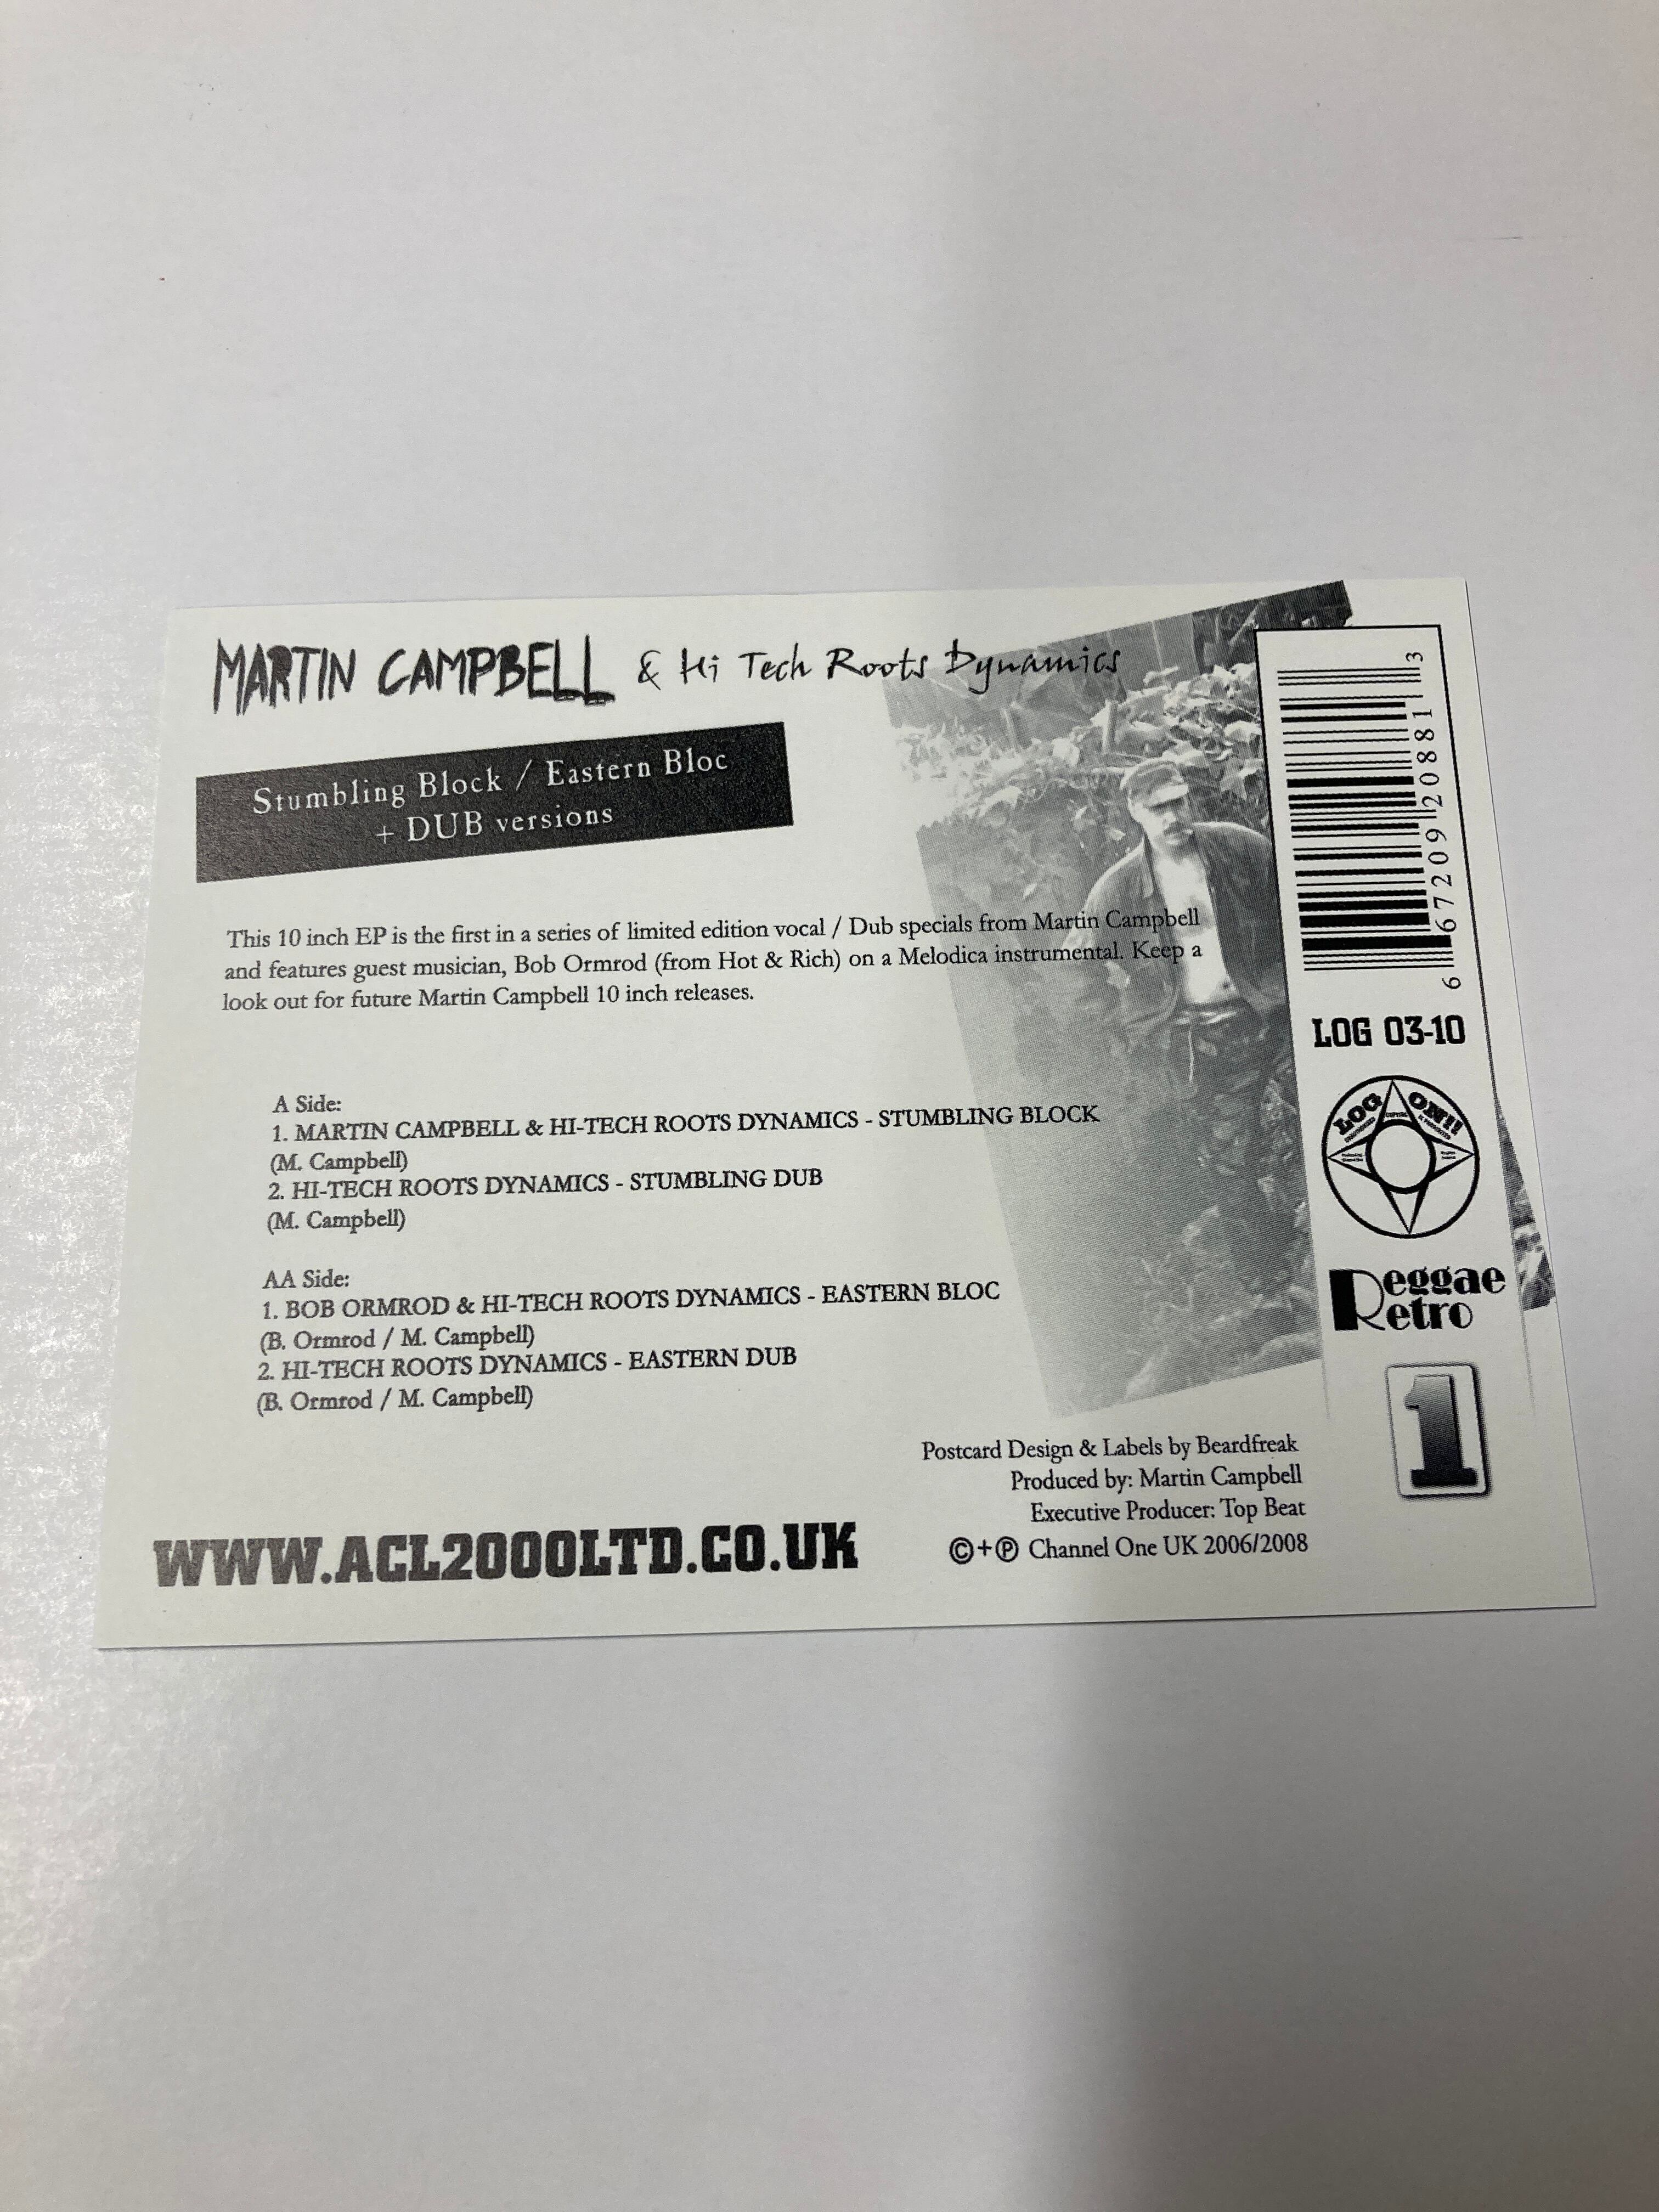 MARTIN CAMPBELL & Hi Tech Roots Dynamics
Stumbling Block / Eastern Bloc
+ DUB versions
This 10 inch EP is the first in a series of limited edition vocal / Dub specials from Martin Campbell
and features guest musician, Bob Ormrod (from Hot & Rich) on a Melodica instrumental. Keep a
look out for future Martin Campbell 10 inch releases.
A Side:
1. MARTIN CAMPBELL & HI-TECH ROOTS DYNAMICS - STUMBLING BLOCK
(M. Campbell)
2. HI-TECH ROOTS DYNAMICS - STUMBLING DUB
(M. Campbell)
AA Side:
1. BOB ORMROD & HI-TECH ROOTS DYNAMICS - EASTERN BLOC
(B. Ormrod / M. Campbell)
2. HI-TECH ROOTS DYNAMICS - EASTERN DUB
(B. Ormrod / M. Campbell)
Postcard Design & Labels by Beardfreak
Produced by: Martin Campbell
Executive Producer: Top Beat
©+℗ Channel One UK 2006/2008
WWW.ACL2000LTD.CO.UK
6 67209 20881 3
LOG 03-10
LOG ON!!
Reggae
Retro
1